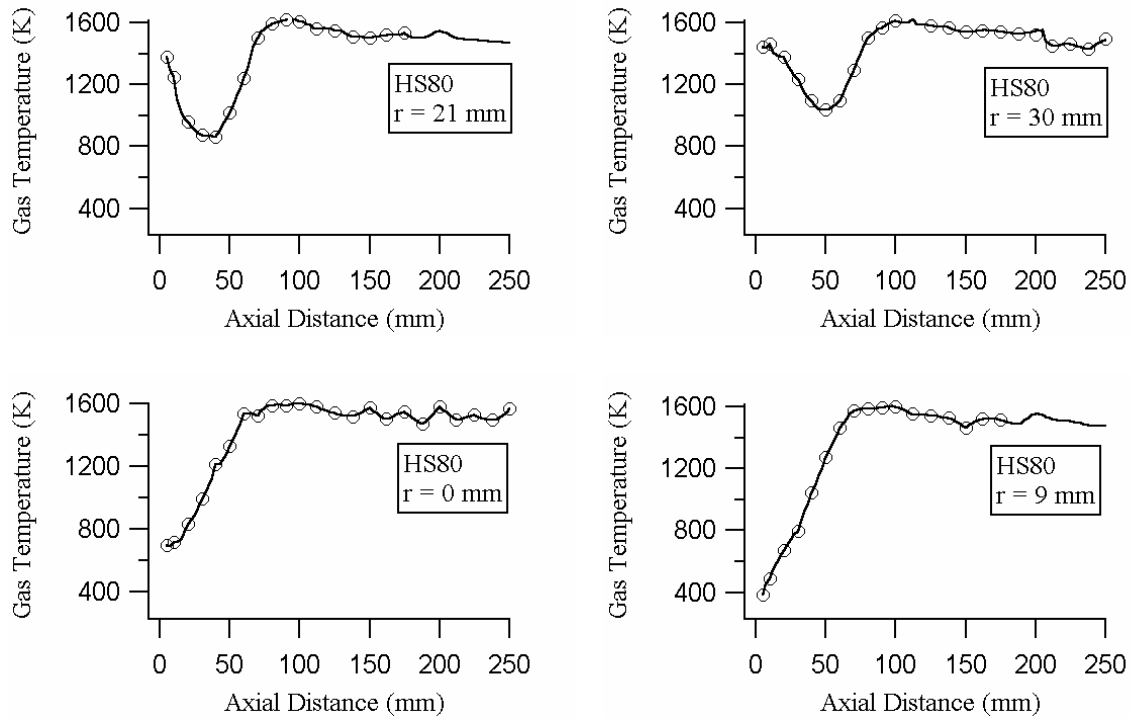 Gas Temperature (K)
1600
1200
800
400
HS80
r = 21 mm
0 50 100 150 200 250
Axial Distance (mm)
Gas Temperature (K)
1600
1200
800
400
HS80
r = 30 mm
0 50 100 150 200 250
Axial Distance (mm)
Gas Temperature (K)
1600
1200
800
400
HS80
r = 0 mm
0 50 100 150 200 250
Axial Distance (mm)
Gas Temperature (K)
1600
1200
800
400
HS80
r = 9 mm
0 50 100 150 200 250
Axial Distance (mm)